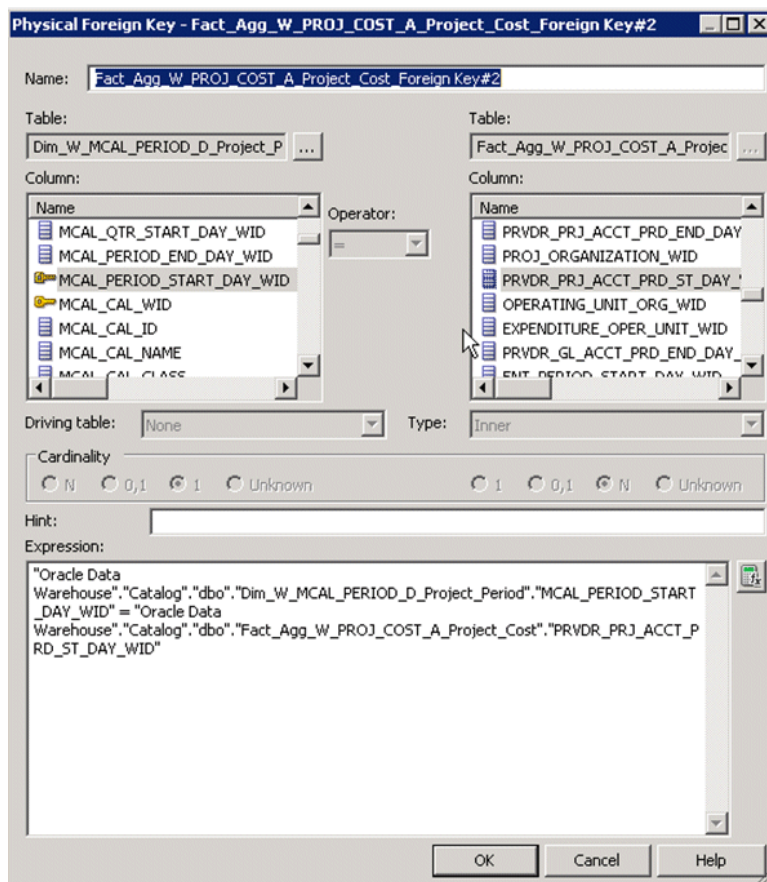 Physical Foreign Key - Fact_Agg_W_PROJ_COST_A_Project_Cost_Foreign Key#2
Name: Fact_Agg_W_PROJ_COST_A_Project_Cost_Foreign Key#2
Table: Table:
Dim_W_MCAL_PERIOD_D_Project_P ... Fact_Agg_W_PROJ_COST_A_Projec ...
Column: Column:
Name Operator: Name
MCAL_QTR_START_DAY_WID = PRVDR_PRJ_ACCT_PRD_END_DAY
MCAL_PERIOD_END_DAY_WID PROJ_ORGANIZATION_WID
MCAL_PERIOD_START_DAY_WID PRVDR_PRJ_ACCT_PRD_ST_DAY_
MCAL_CAL_WID OPERATING_UNIT_ORG_WID
MCAL_CAL_ID EXPENDITURE_OPER_UNIT_WID
MCAL_CAL_NAME PRVDR_GL_ACCT_PRD_END_DAY_
MCAL_CAL_CLASS ENT_PERIOD_START_DAY_WID
Driving table: None Type: Inner
Cardinality
N 0,1 1 Unknown 1 0,1 N Unknown
Hint:
Expression:
"Oracle Data
Warehouse"."Catalog"."dbo"."Dim_W_MCAL_PERIOD_D_Project_Period"."MCAL_PERIOD_START
_DAY_WID" = "Oracle Data
Warehouse"."Catalog"."dbo"."Fact_Agg_W_PROJ_COST_A_Project_Cost"."PRVDR_PRJ_ACCT_P
RD_ST_DAY_WID"
OK Cancel Help